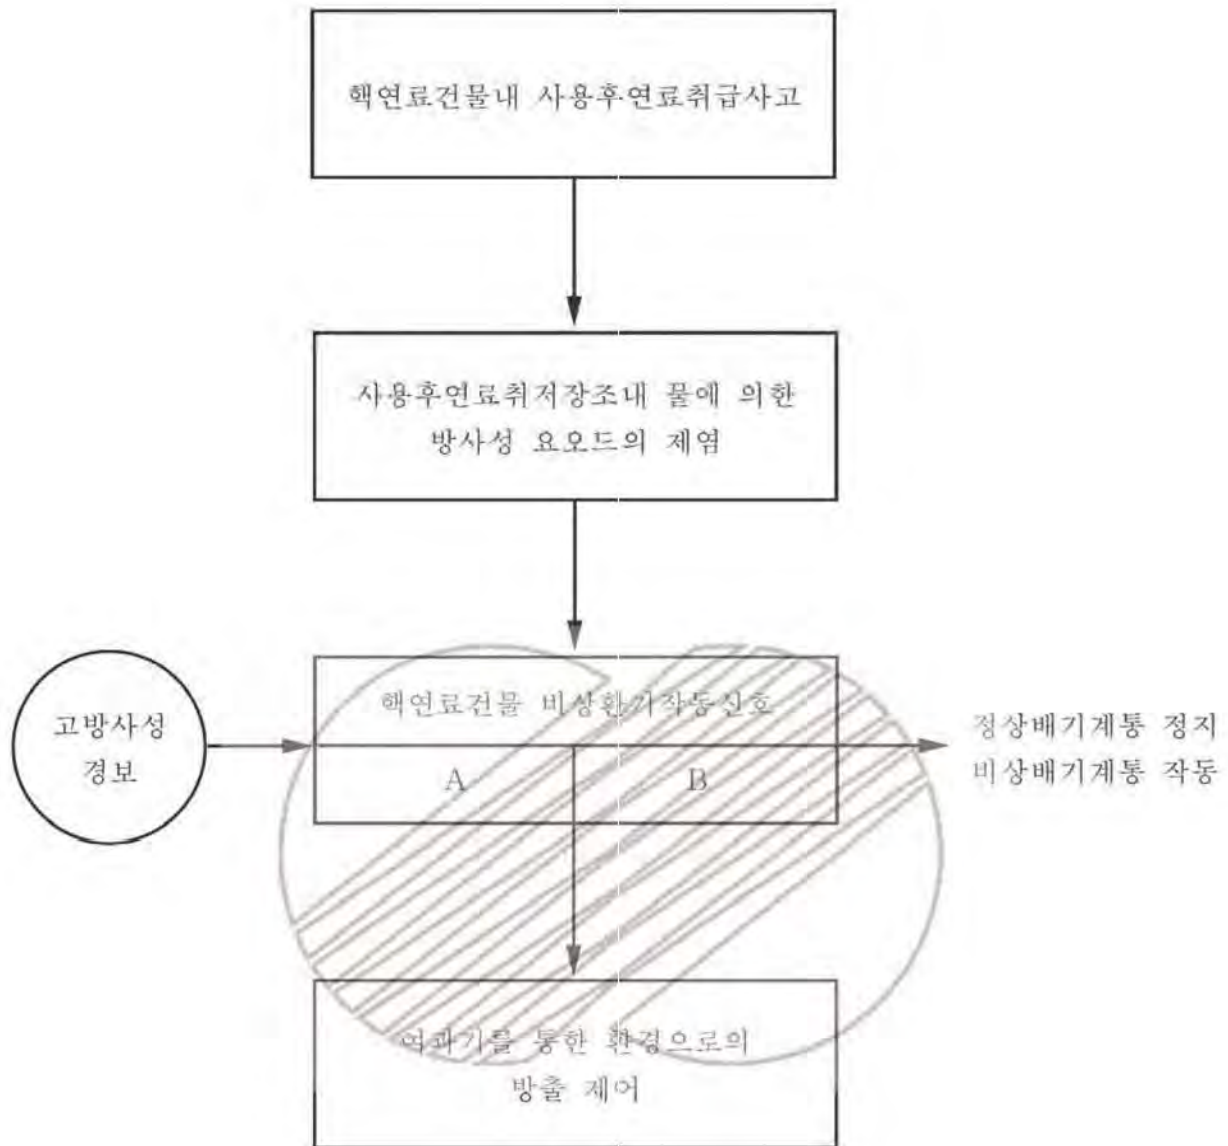 핵연료건물내 사용후연료취급사고
사용후연료취저장조내 물에 의한
방사성 요오드의 제염
고방사성
경보
핵연료건물 비상환기작동신호
A
B
정상배기계통 정지
비상배기계통 작동
여과기를 통한 환경으로의
방출 제어